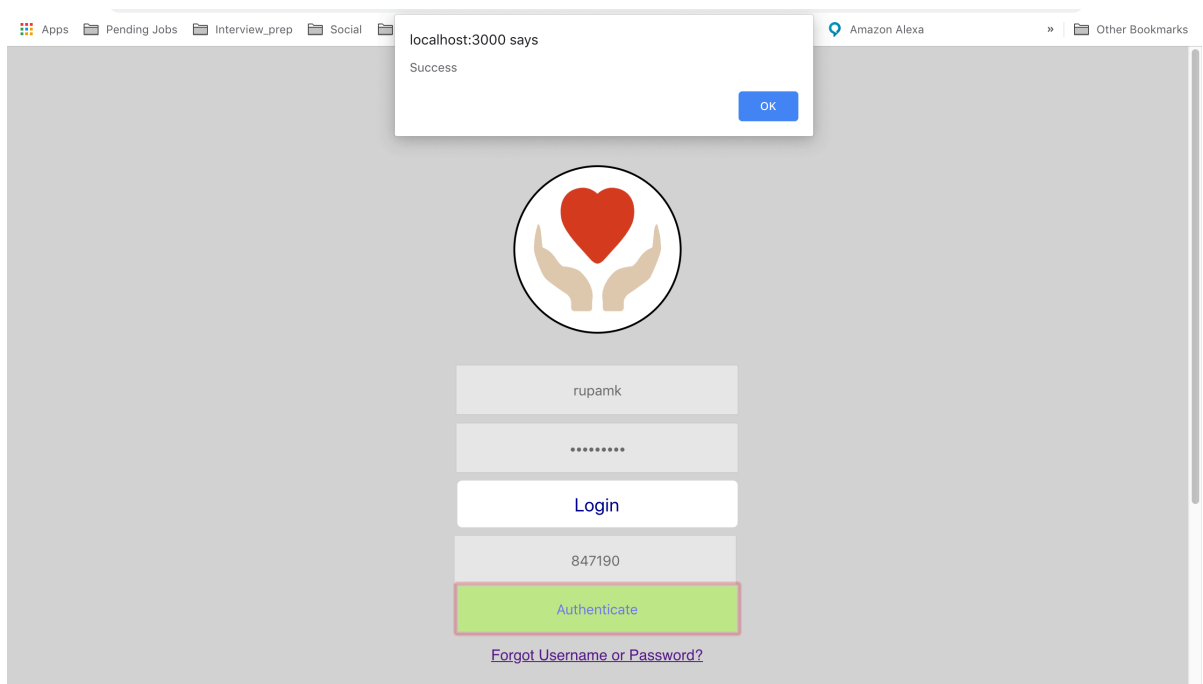 Apps Pending Jobs Interview_prep Social Amazon Alexa » Other Bookmarks
localhost:3000 says
Success
OK
rupamk
•••••••••
Login
847190
Authenticate
Forgot Username or Password?